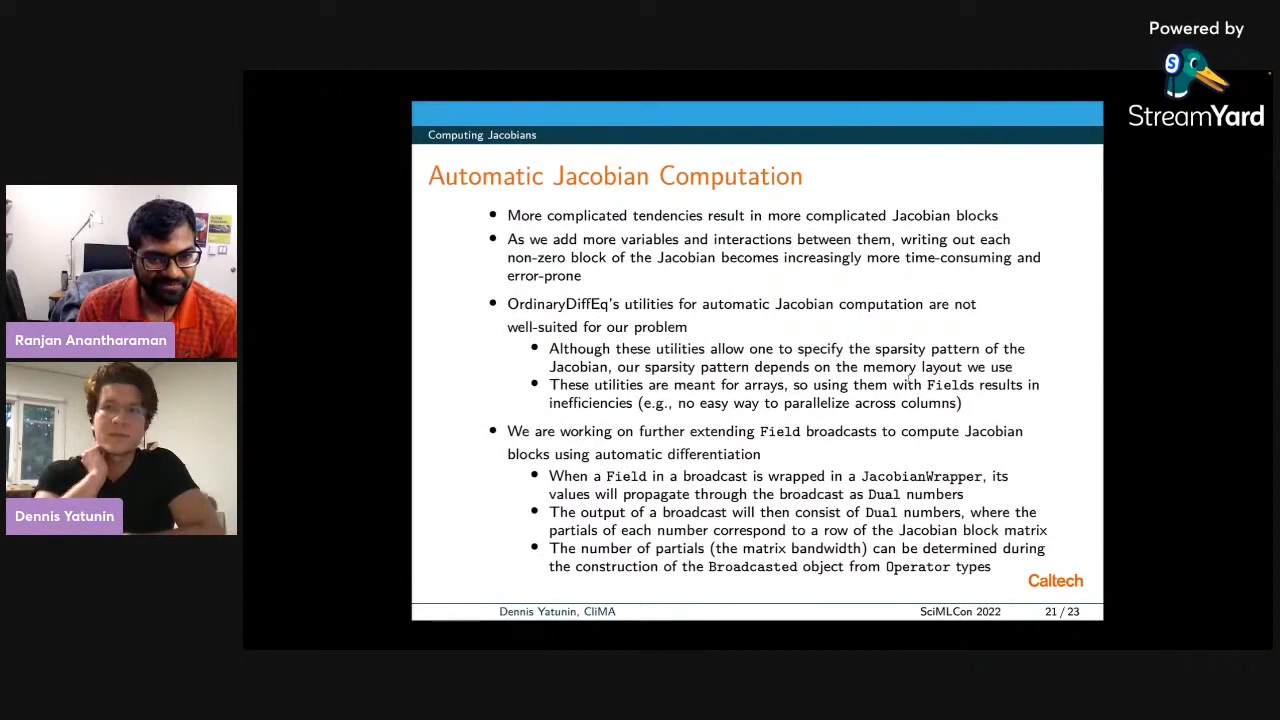 Powered by
S
StreamYard
Computing Jacobians
Automatic Jacobian Computation
• More complicated tendencies result in more complicated Jacobian blocks
• As we add more variables and interactions between them, writing out each
non-zero block of the Jacobian becomes increasingly more time-consuming and
error-prone
• OrdinaryDiffEq's utilities for automatic Jacobian computation are not
well-suited for our problem
• Although these utilities allow one to specify the sparsity pattern of the
Jacobian, our sparsity pattern depends on the memory layout we use
• These utilities are meant for arrays, so using them with Fields results in
inefficiencies (e.g., no easy way to parallelize across columns)
• We are working on further extending Field broadcasts to compute Jacobian
blocks using automatic differentiation
• When a Field in a broadcast is wrapped in a JacobianWrapper, its
values will propagate through the broadcast as Dual numbers
• The output of a broadcast will then consist of Dual numbers, where the
partials of each number correspond to a row of the Jacobian block matrix
• The number of partials (the matrix bandwidth) can be determined during
the construction of the Broadcasted object from Operator types
Caltech
Dennis Yatunin, CliMA SciMLCon 2022 21 / 23
Ranjan Anantharaman
Dennis Yatunin